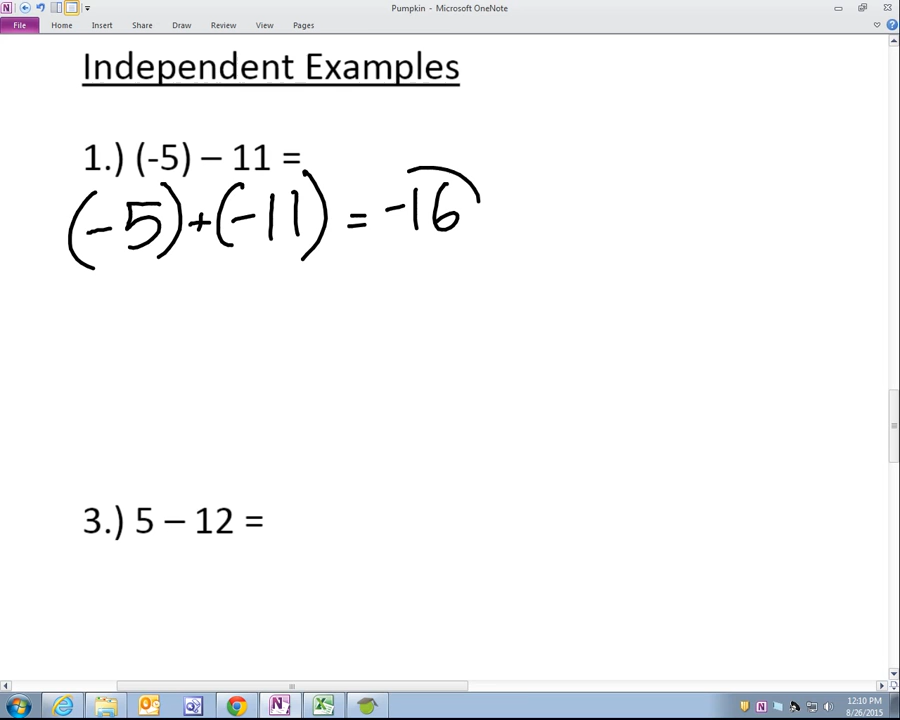 Pumpkin - Microsoft OneNote
File Home Insert Share Draw Review View Pages
Independent Examples
1.) (-5) – 11 =
(-5)+(-11) = -16
3.) 5 – 12 =
12:10 PM
8/26/2015